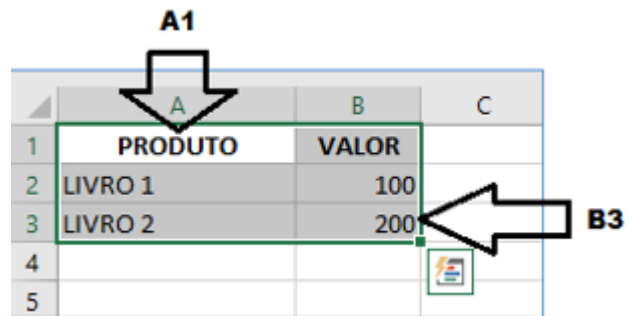 A1
A B C
1 PRODUTO VALOR
2 LIVRO 1 100
3 LIVRO 2 200
B3
4
5